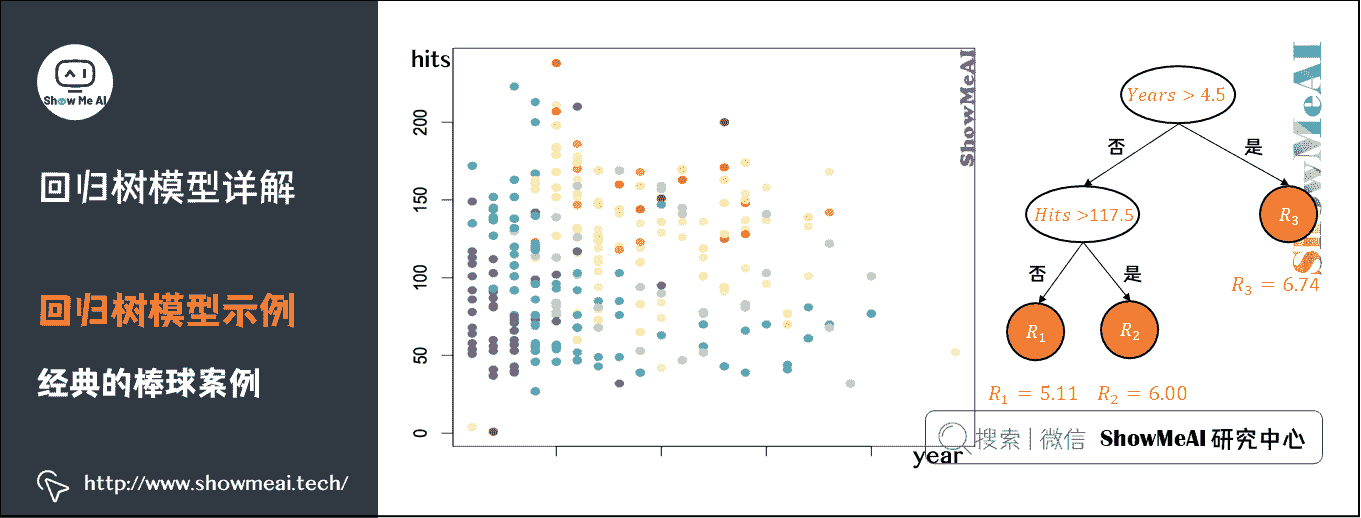 Show Me AI
回归树模型详解
回归树模型示例
经典的棒球案例
http://www.showmeai.tech/
hits
200
150
100
50
0
year
ShowMeAI
Years > 4.5
否
是
Hits >117.5
R₃
否
是
R₃ = 6.74
R₁
R₂
R₁ = 5.11
R₂ = 6.00
ShowMeAI
搜索 | 微信 ShowMeAI 研究中心